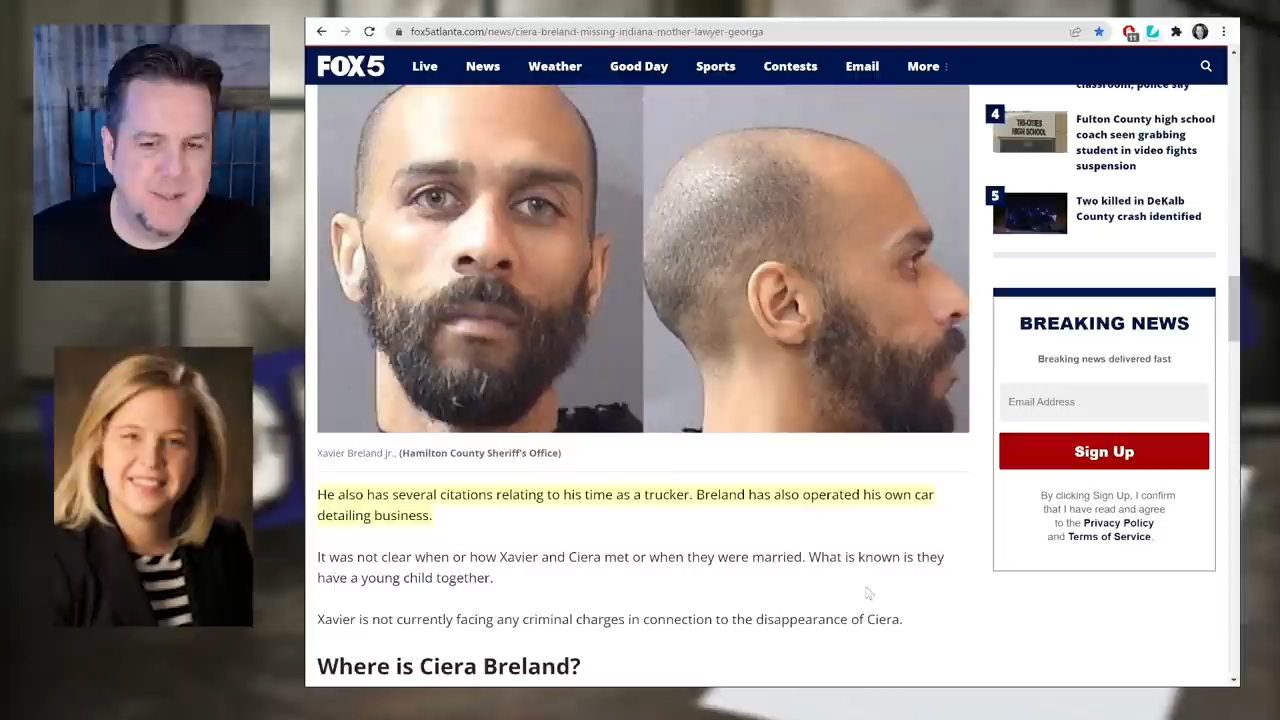 fox5atlanta.com/news/ciera-breland-missing-indiana-mother-lawyer-georiga
11
FOX 5 Live News Weather Good Day Sports Contests Email More
Xavier Breland Jr., (Hamilton County Sheriff's Office)
He also has several citations relating to his time as a trucker. Breland has also operated his own car
detailing business.
It was not clear when or how Xavier and Ciera met or when they were married. What is known is they
have a young child together.
Xavier is not currently facing any criminal charges in connection to the disappearance of Ciera.
Where is Ciera Breland?
classroom, police say
4
TRI-CITIES
HIGH SCHOOL
Fulton County high school
coach seen grabbing
student in video fights
suspension
5
Two killed in DeKalb
County crash identified
BREAKING NEWS
Breaking news delivered fast
Email Address
Sign Up
By clicking Sign Up, I confirm
that I have read and agree
to the Privacy Policy
and Terms of Service.